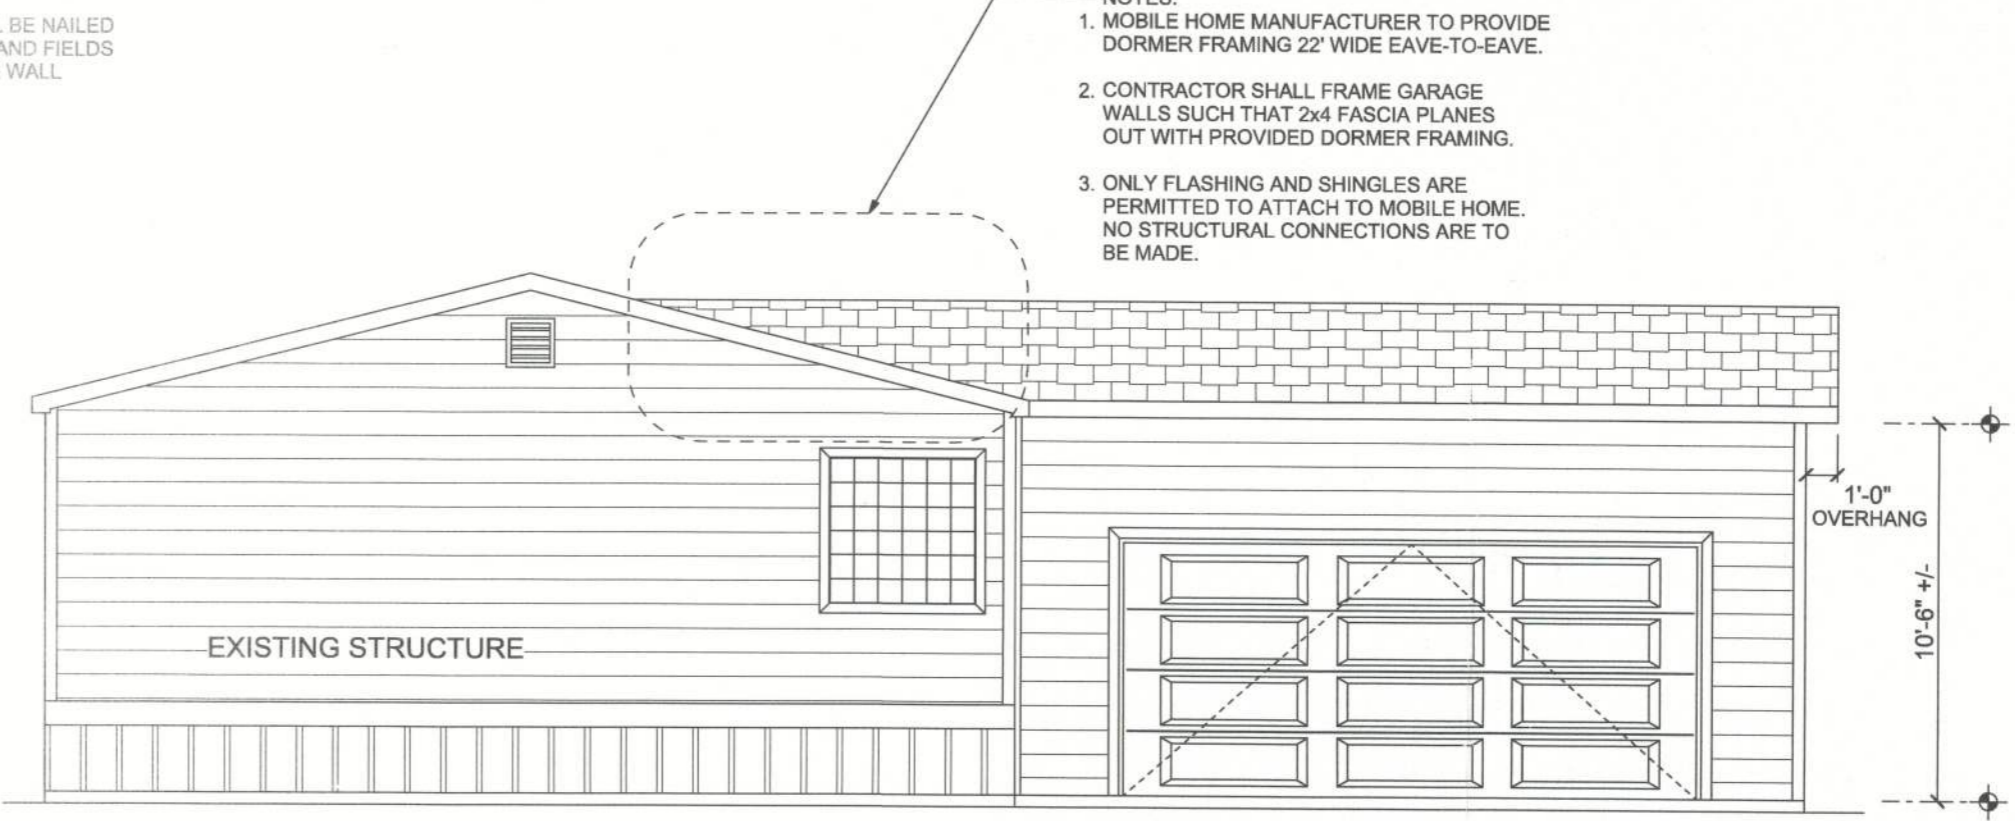 BE NAILED
AND FIELDS
WALL
NOTES:
1. MOBILE HOME MANUFACTURER TO PROVIDE
DORMER FRAMING 22' WIDE EAVE-TO-EAVE.
2. CONTRACTOR SHALL FRAME GARAGE
WALLS SUCH THAT 2x4 FASCIA PLANES
OUT WITH PROVIDED DORMER FRAMING.
3. ONLY FLASHING AND SHINGLES ARE
PERMITTED TO ATTACH TO MOBILE HOME.
NO STRUCTURAL CONNECTIONS ARE TO
BE MADE.
1'-0"
OVERHANG
10'-6" +/-
EXISTING STRUCTURE